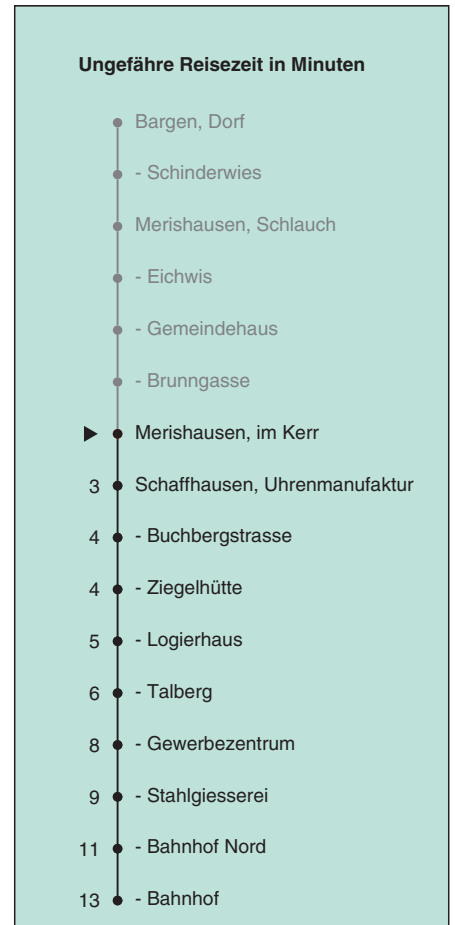 Ungefähre Reisezeit in Minuten
Bargen, Dorf
- Schinderwies
Merishausen, Schlauch
- Eichwis
- Gemeindehaus
- Brunngasse
Merishausen, im Kerr
3 Schaffhausen, Uhrenmanufaktur
4 - Buchbergstrasse
4 - Ziegelhütte
5 - Logierhaus
6 - Talberg
8 - Gewerbezentrum
9 - Stahlgiesserei
11 - Bahnhof Nord
13 - Bahnhof